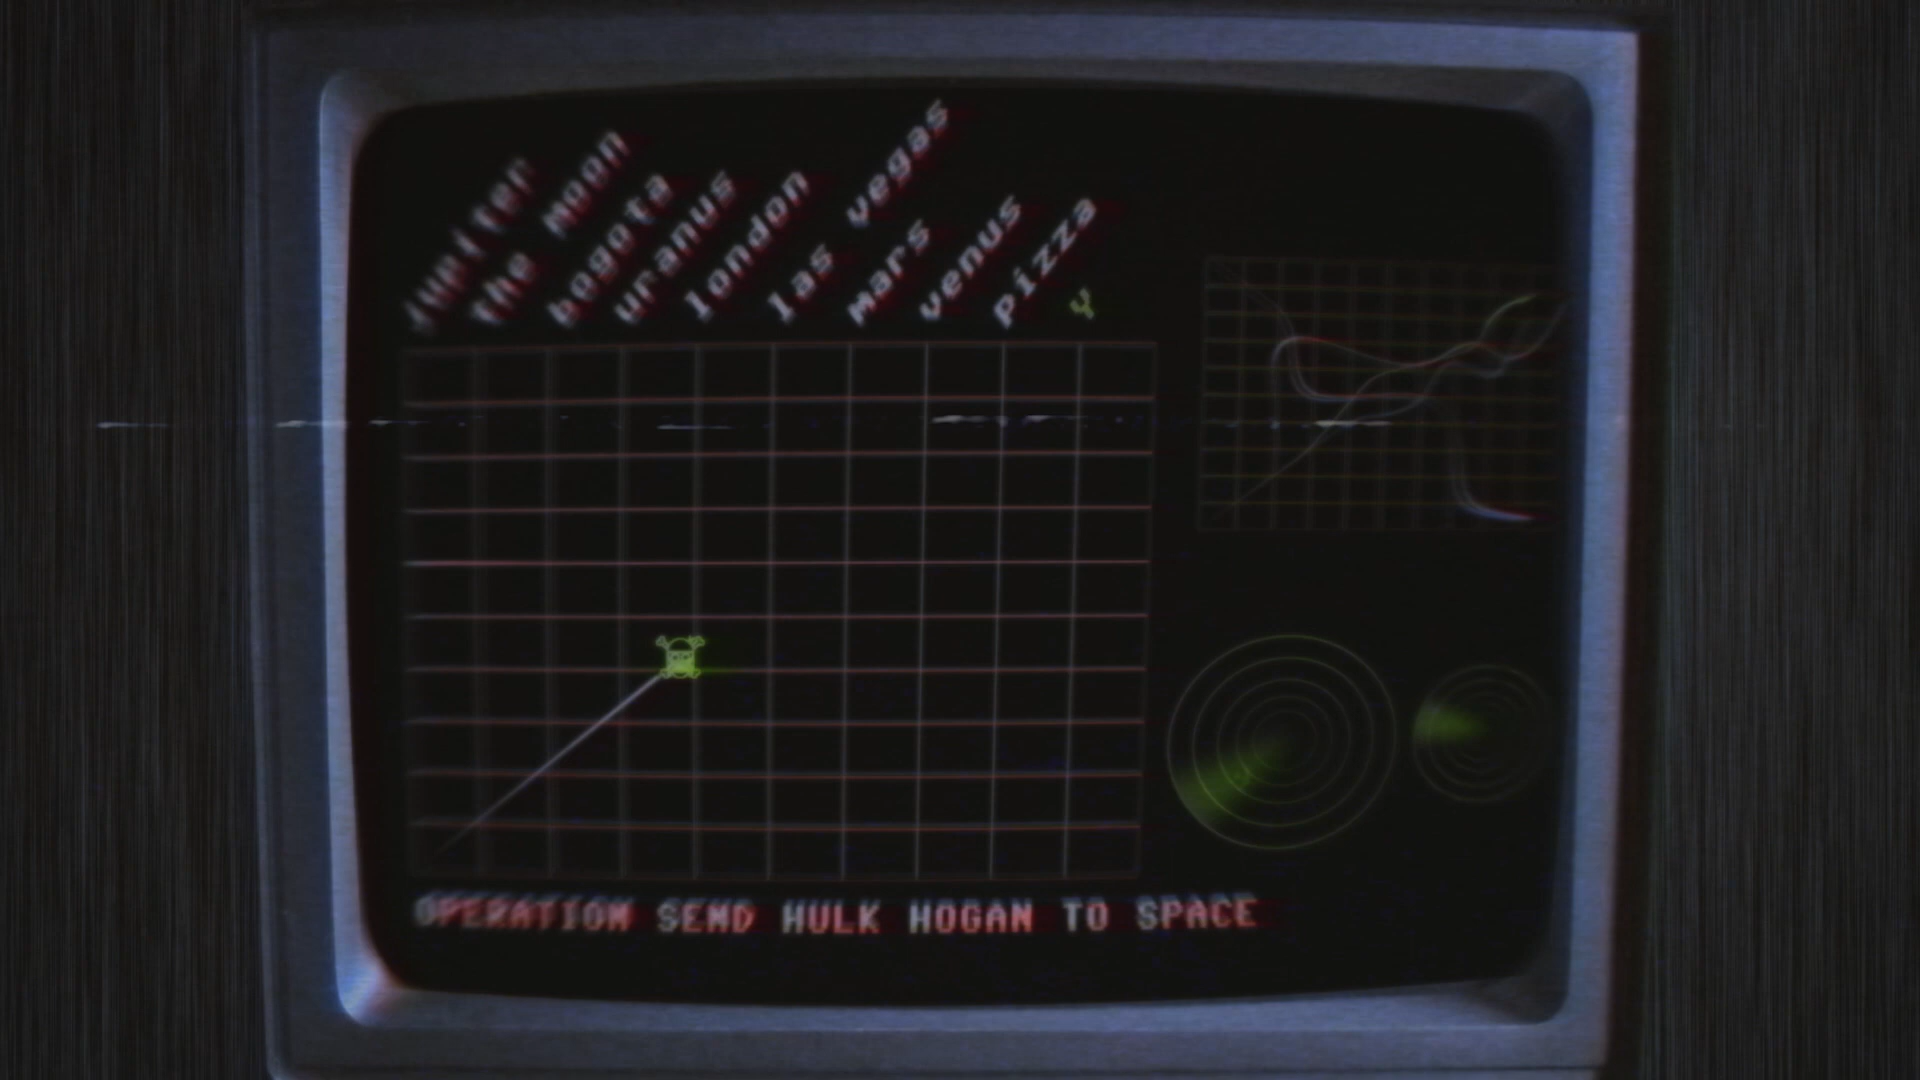 jupiter
the Moon
bogota
uranus
london
las vegas
mars
venus
Pizza
Y
OPERATION SEND HULK HOGAN TO SPACE